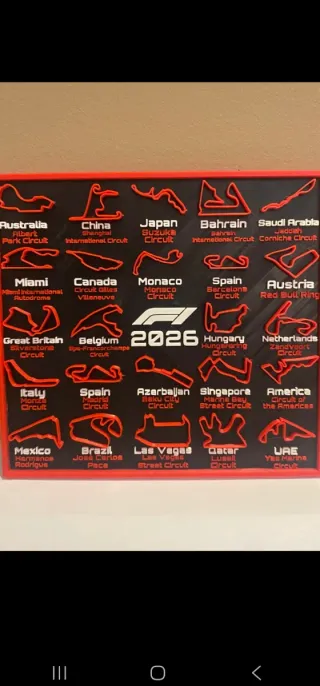 Australia
Albert
Park Circuit
China
Shanghai
International Circuit
Japan
Suzuka
Circuit
Bahrain
Bahrain
International Circuit
Saudi Arabia
Jeddah
Corniche Circuit
Miami
Miami International
Autodrome
Canada
Circuit Gilles
Villeneuve
Monaco
Monaco
Circuit
Spain
Barcelona
Circuit
Austria
Red Bull Ring
Great Britain
Silverstone
Circuit
Belgium
Spa-Francorchamps
Circuit
F1
2026
Hungary
Hungaroring
Circuit
Netherlands
Zandvoort
Circuit
Italy
Monza
Circuit
Spain
Madrid
Circuit
Azerbaijan
Baku City
Circuit
Singapore
Marina Bay
Street Circuit
America
Circuit of
the Americas
Mexico
Hermanos
Rodrigue
Brazil
Jose Carlos
Pace
Las Vegas
Las Vegas
Street Circuit
Qatar
Lusail
Circuit
UAE
Yas Marina
Circuit